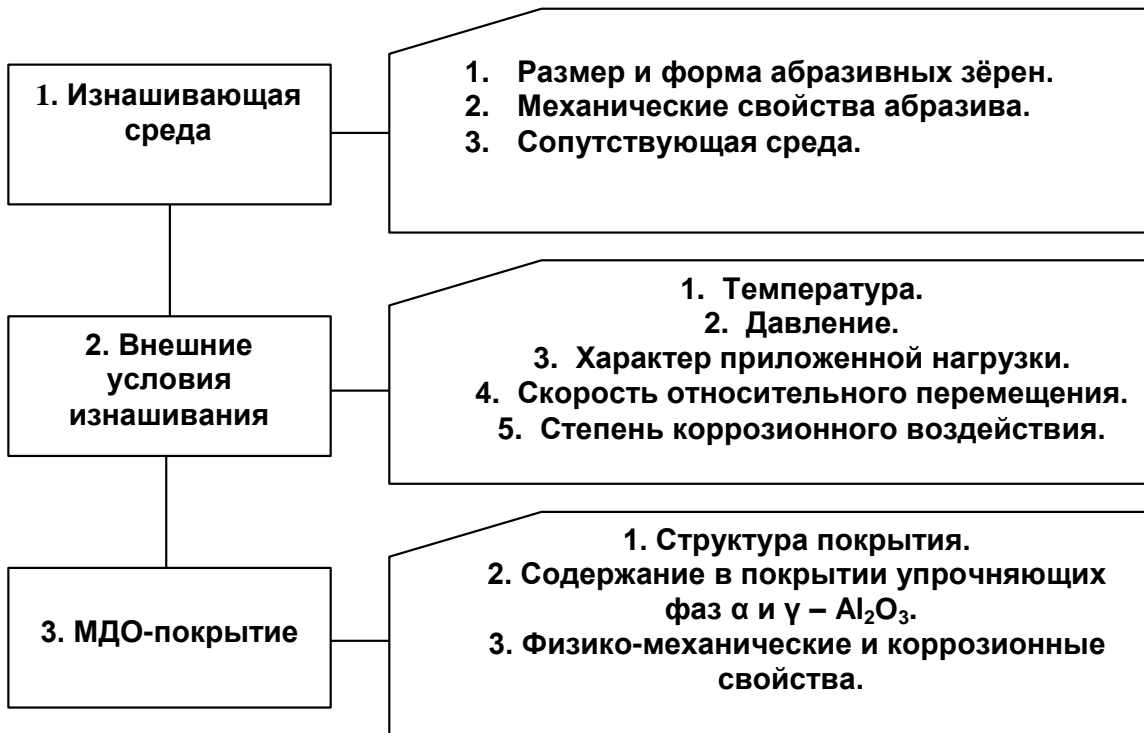 1. Изнашивающая
среда
1. Размер и форма абразивных зёрен.
2. Механические свойства абразива.
3. Сопутствующая среда.
2. Внешние
условия
изнашивания
1. Температура.
2. Давление.
3. Характер приложенной нагрузки.
4. Скорость относительного перемещения.
5. Степень коррозионного воздействия.
3. МДО-покрытие
1. Структура покрытия.
2. Содержание в покрытии упрочняющих
фаз α и γ – Al₂O₃.
3. Физико-механические и коррозионные
свойства.